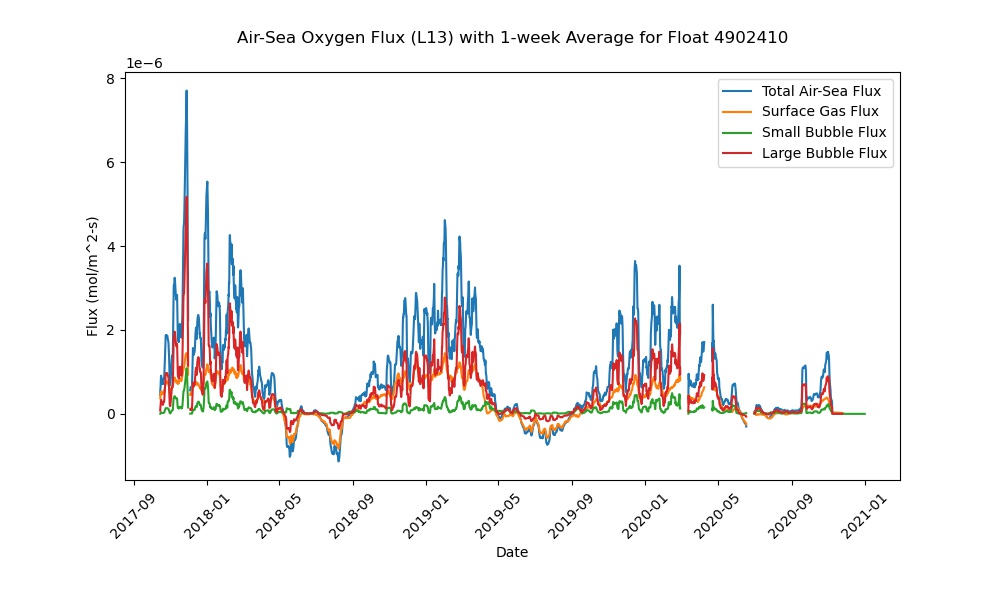 Air-Sea Oxygen Flux (L13) with 1-week Average for Float 4902410
1e−6
8
6
4
2
0
Flux (mol/m^2-s)
Total Air-Sea Flux
Surface Gas Flux
Small Bubble Flux
Large Bubble Flux
2017-09
2018-01
2018-05
2018-09
2019-01
2019-05
2019-09
2020-01
2020-05
2020-09
2021-01
Date